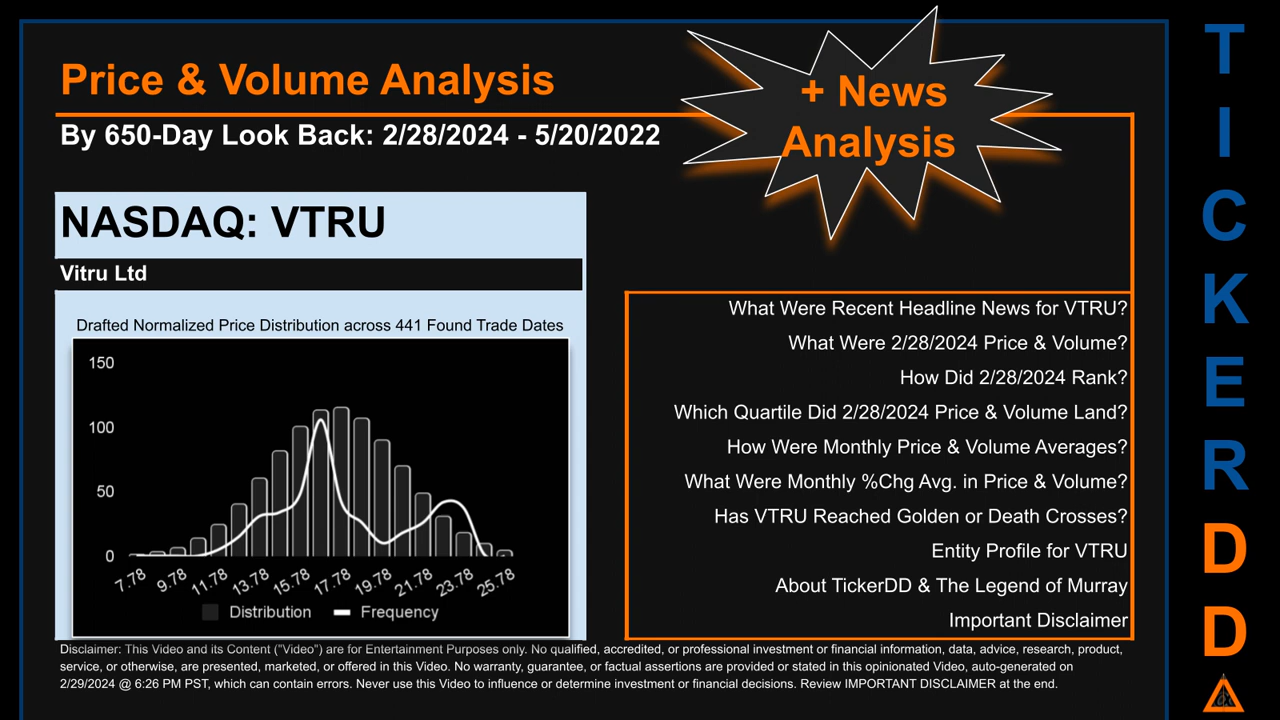 Price & Volume Analysis
+ News
Analysis
By 650-Day Look Back: 2/28/2024 - 5/20/2022
NASDAQ: VTRU
Vitru Ltd
Drafted Normalized Price Distribution across 441 Found Trade Dates
150
100
50
0
7.78 9.78 11.78 13.78 15.78 17.78 19.78 21.78 23.78 25.78
Distribution Frequency
What Were Recent Headline News for VTRU?
What Were 2/28/2024 Price & Volume?
How Did 2/28/2024 Rank?
Which Quartile Did 2/28/2024 Price & Volume Land?
How Were Monthly Price & Volume Averages?
What Were Monthly %Chg Avg. in Price & Volume?
Has VTRU Reached Golden or Death Crosses?
Entity Profile for VTRU
About TickerDD & The Legend of Murray
Important Disclaimer
Disclaimer: This Video and its Content ("Video") are for Entertainment Purposes only. No qualified, accredited, or professional investment or financial information, data, advice, research, product,
service, or otherwise, are presented, marketed, or offered in this Video. No warranty, guarantee, or factual assertions are provided or stated in this opinionated Video, auto-generated on
2/29/2024 @ 6:26 PM PST, which can contain errors. Never use this Video to influence or determine investment or financial decisions. Review IMPORTANT DISCLAIMER at the end.
T
I
C
K
E
R
D
D